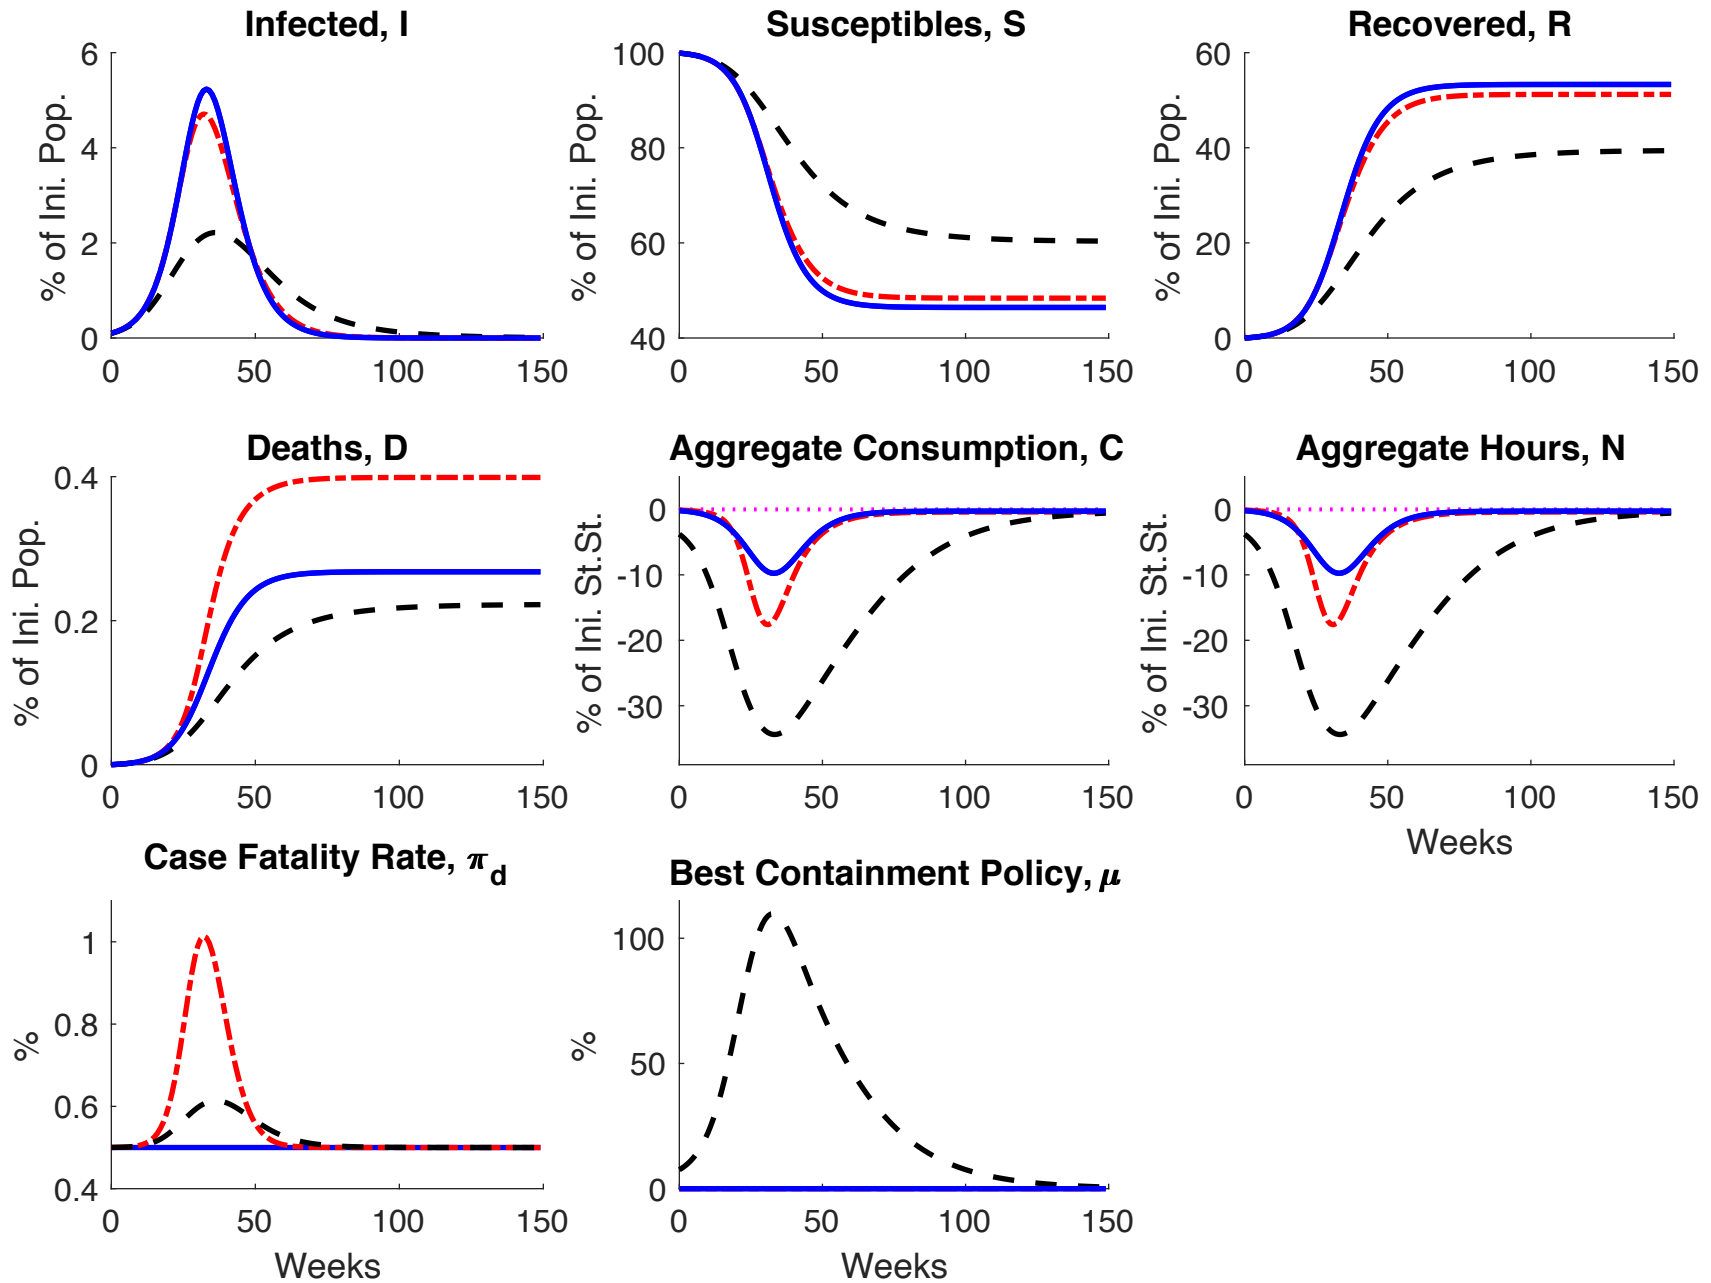 Infected, I
% of Ini. Pop.
6
4
2
0
0 50 100 150
Susceptibles, S
% of Ini. Pop.
100
80
60
40
0 50 100 150
Recovered, R
% of Ini. Pop.
60
40
20
0
0 50 100 150
Deaths, D
% of Ini. Pop.
0.4
0.2
0
0 50 100 150
Aggregate Consumption, C
% of Ini. St.St.
0
-10
-20
-30
0 50 100 150
Aggregate Hours, N
% of Ini. St.St.
0
-10
-20
-30
0 50 100 150
Weeks
Case Fatality Rate, π_d
%
1
0.8
0.6
0.4
0 50 100 150
Weeks
Best Containment Policy, μ
%
100
50
0
0 50 100 150
Weeks